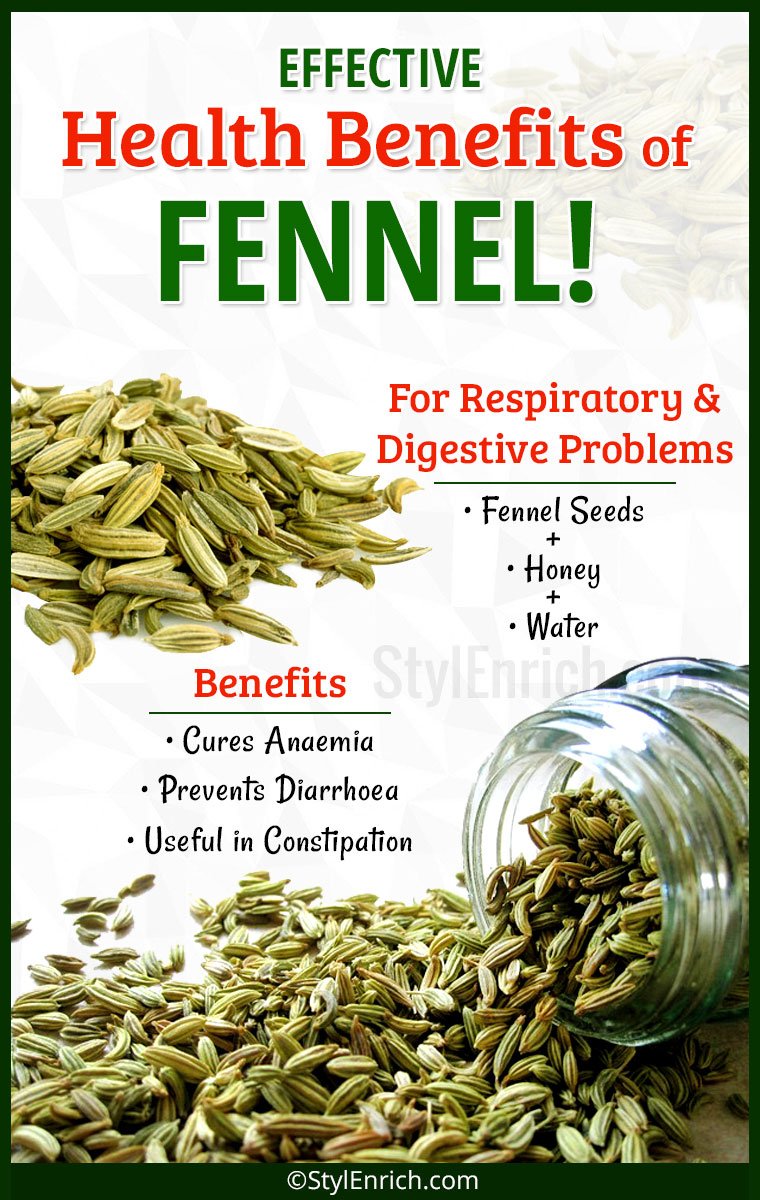 EFFECTIVE
Health Benefits of
FENNEL!
For Respiratory &
Digestive Problems
• Fennel Seeds
+
• Honey
+
• Water
StylEnrich.com
Benefits
• Cures Anaemia
• Prevents Diarrhoea
• Useful in Constipation
©StylEnrich.com